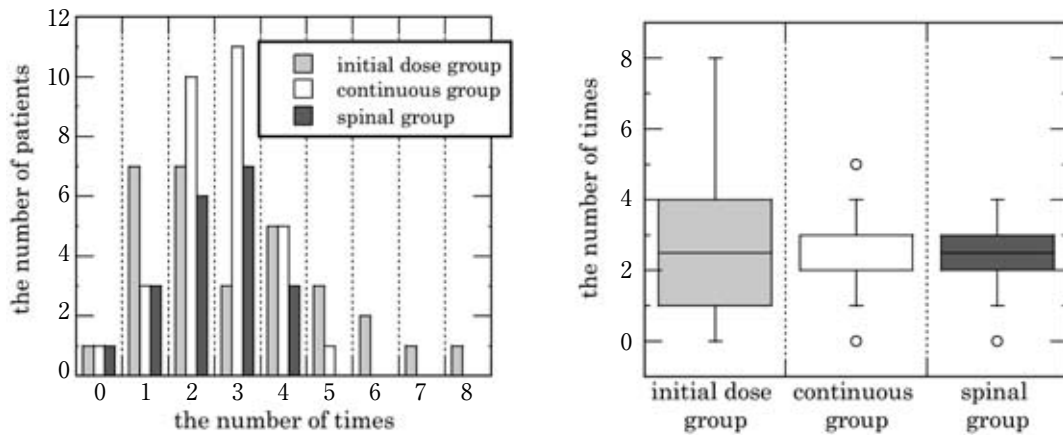 12
10
8
6
4
2
0
the number of patients
initial dose group
continuous group
spinal group
0 1 2 3 4 5 6 7 8
the number of times
8
6
4
2
0
the number of times
initial dose
group
continuous
group
spinal
group